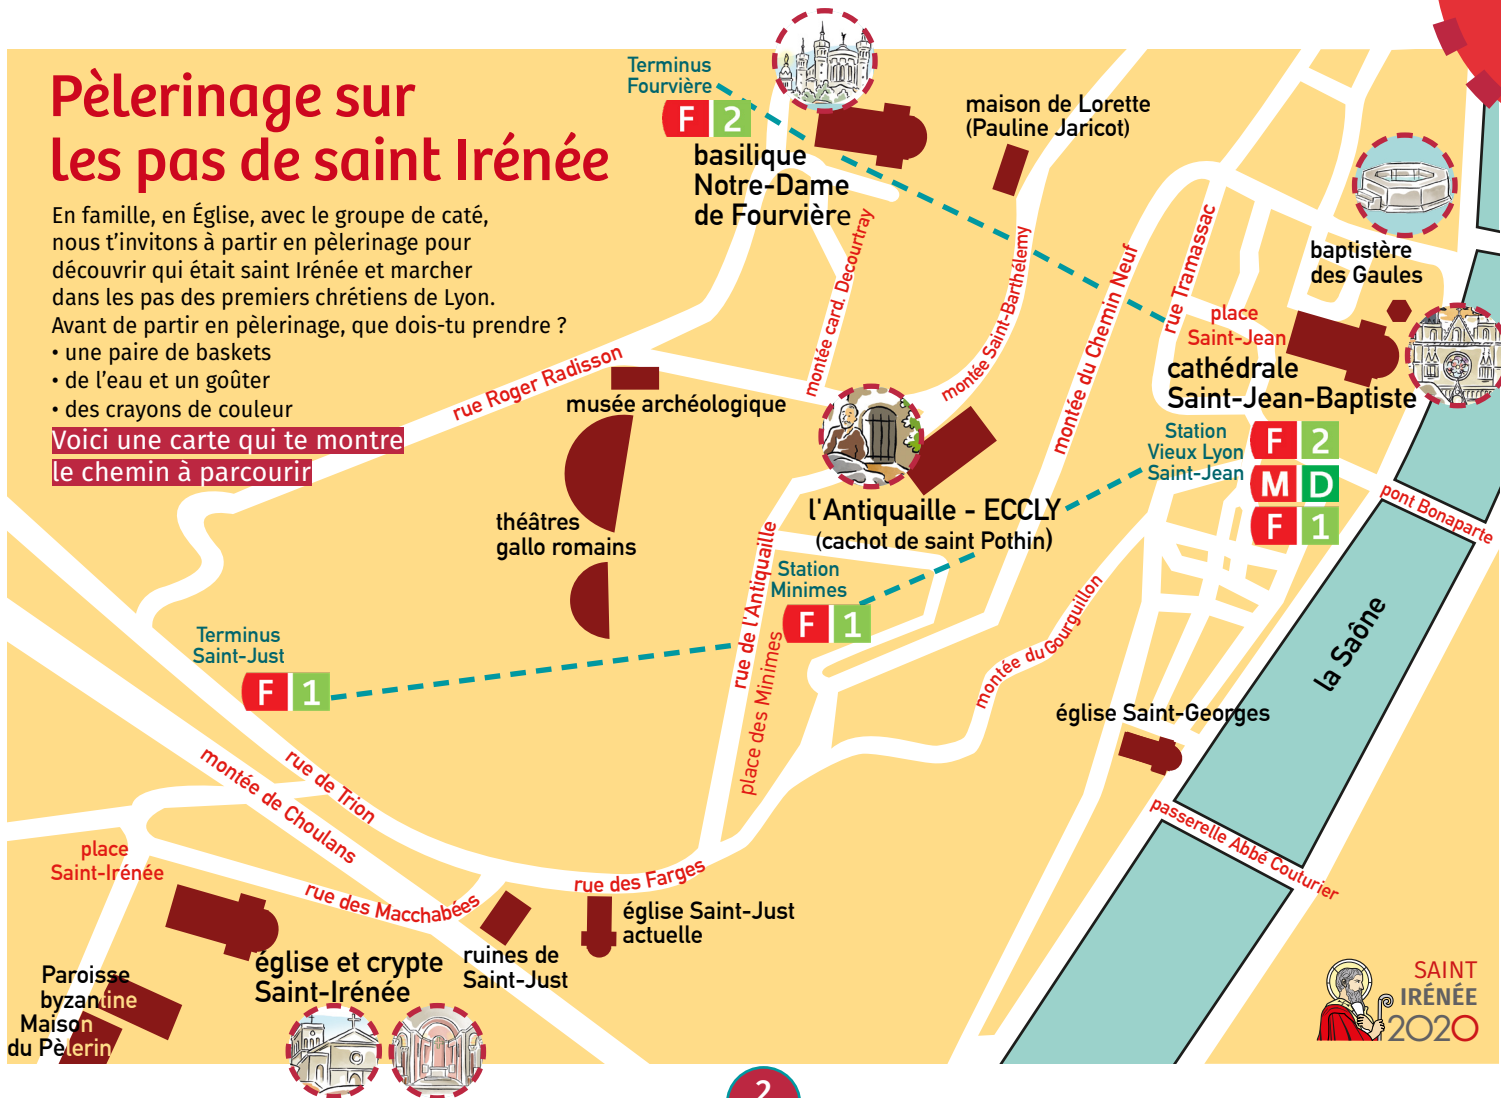 Pèlerinage sur
les pas de saint Irénée
En famille, en Église, avec le groupe de caté,
nous t'invitons à partir en pèlerinage pour
découvrir qui était saint Irénée et marcher
dans les pas des premiers chrétiens de Lyon.
Avant de partir en pèlerinage, que dois-tu prendre ?
• une paire de baskets
• de l'eau et un goûter
• des crayons de couleur
Voici une carte qui te montre
le chemin à parcourir
Terminus
Fourvière
F 2
basilique
Notre-Dame
de Fourvière
maison de Lorette
(Pauline Jaricot)
baptistère
des Gaules
place
Saint-Jean
cathédrale
Saint-Jean-Baptiste
Station
Vieux Lyon
Saint-Jean
F 2
M D
F 1
rue Tramassac
montée du Chemin Neuf
montée Saint-Barthélemy
montée card. Decourtray
rue Roger Radisson
musée archéologique
théâtres
gallo romains
l'Antiquaille - ECCLY
(cachot de saint Pothin)
Station
Minimes
F 1
rue de l'Antiquaille
place des Minimes
pont Bonaparte
la Saône
montée du Gourguillon
église Saint-Georges
passerelle Abbé Couturier
Terminus
Saint-Just
F 1
rue de Trion
montée de Choulans
place
Saint-Irénée
rue des Macchabées
rue des Farges
église Saint-Just
actuelle
ruines de
Saint-Just
église et crypte
Saint-Irénée
Paroisse
byzantine
Maison
du Pèlerin
SAINT
IRÉNÉE
2020
2